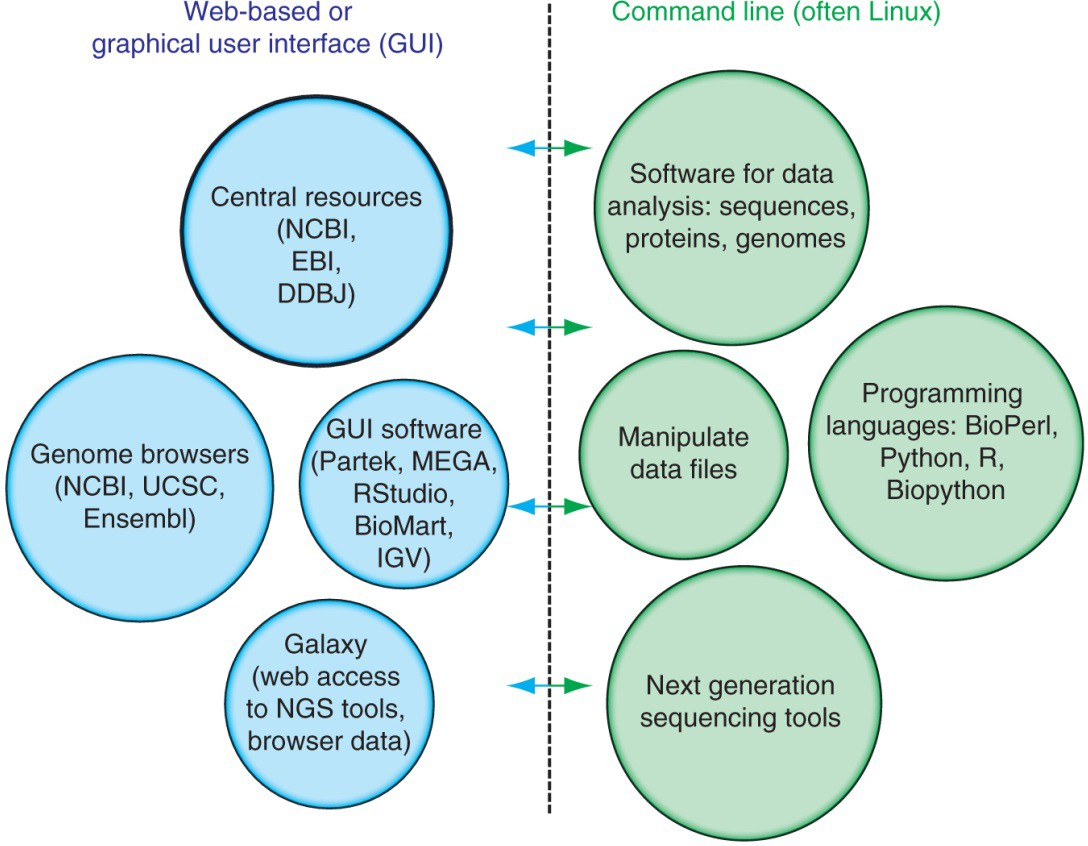 Web-based or
graphical user interface (GUI)
Command line (often Linux)
Central resources
(NCBI,
EBI,
DDBJ)
Genome browsers
(NCBI, UCSC,
Ensembl)
GUI software
(Partek, MEGA,
RStudio,
BioMart,
IGV)
Galaxy
(web access
to NGS tools,
browser data)
Software for data
analysis: sequences,
proteins, genomes
Manipulate
data files
Programming
languages: BioPerl,
Python, R,
Biopython
Next generation
sequencing tools